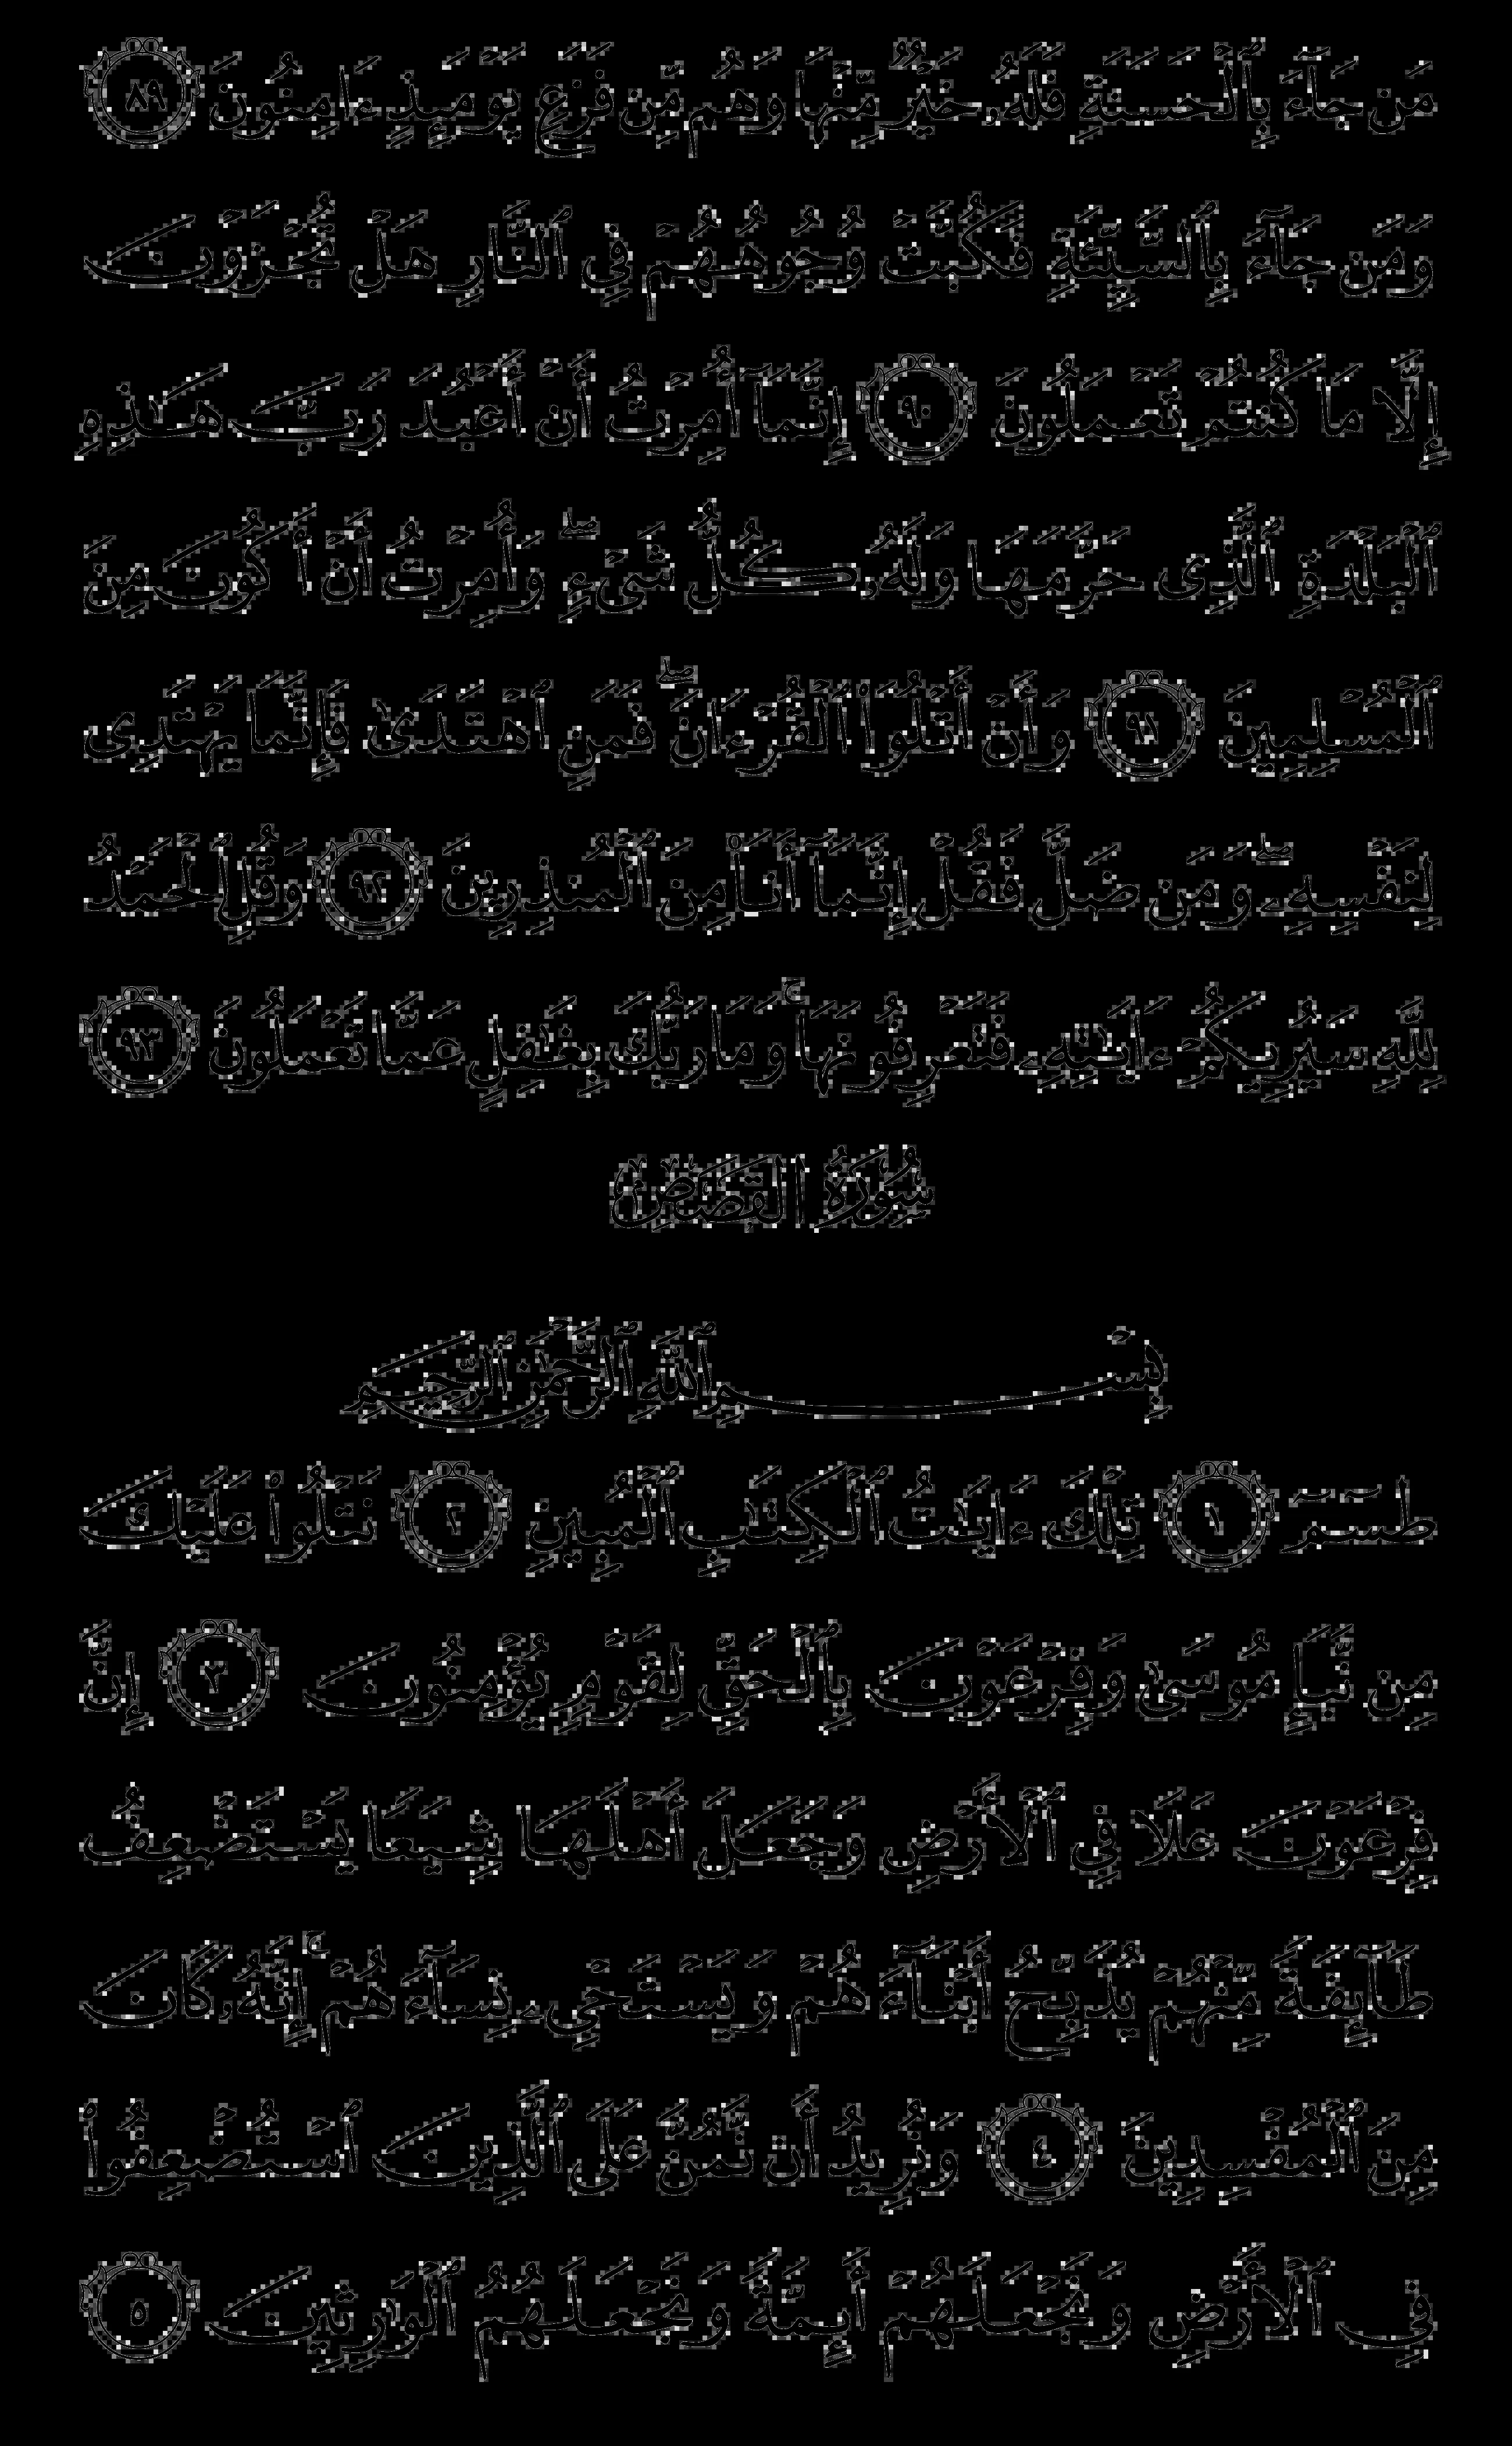 مَن جَآءَ بِٱلْحَسَنَةِ فَلَهُۥ خَيْرٌ مِّنْهَا وَهُم مِّن فَزَعٍ يَوْمَئِذٍ ءَامِنُونَ ٨٩
وَمَن جَآءَ بِٱلسَّيِّئَةِ فَكُبَّتْ وُجُوهُهُمْ فِى ٱلنَّارِ هَلْ تُجْزَوْنَ
إِلَّا مَا كُنتُمْ تَعْمَلُونَ ٩٠ إِنَّمَآ أُمِرْتُ أَنْ أَعْبُدَ رَبَّ هَـٰذِهِ
ٱلْبَلْدَةِ ٱلَّذِى حَرَّمَهَا وَلَهُۥ كُلُّ شَىْءٍ ۖ وَأُمِرْتُ أَنْ أَكُونَ مِنَ
ٱلْمُسْلِمِينَ ٩١ وَأَنْ أَتْلُوَا۟ ٱلْقُرْءَانَ ۖ فَمَنِ ٱهْتَدَىٰ فَإِنَّمَا يَهْتَدِى
لِنَفْسِهِۦ ۖ وَمَن ضَلَّ فَقُلْ إِنَّمَآ أَنَا۠ مِنَ ٱلْمُنذِرِينَ ٩٢ وَقُلِ ٱلْحَمْدُ
لِلَّهِ سَيُرِيكُمْ ءَايَـٰتِهِۦ فَتَعْرِفُونَهَا ۚ وَمَا رَبُّكَ بِغَـٰفِلٍ عَمَّا تَعْمَلُونَ ٩٣
سُورَةُ القَصَصِ
بِسْمِ ٱللَّهِ ٱلرَّحْمَـٰنِ ٱلرَّحِيمِ
طسٓمٓ ١ تِلْكَ ءَايَـٰتُ ٱلْكِتَـٰبِ ٱلْمُبِينِ ٢ نَتْلُوا۟ عَلَيْكَ
مِن نَّبَإِ مُوسَىٰ وَفِرْعَوْنَ بِٱلْحَقِّ لِقَوْمٍ يُؤْمِنُونَ ٣ إِنَّ
فِرْعَوْنَ عَلَا فِى ٱلْأَرْضِ وَجَعَلَ أَهْلَهَا شِيَعًا يَسْتَضْعِفُ
طَآئِفَةً مِّنْهُمْ يُذَبِّحُ أَبْنَآءَهُمْ وَيَسْتَحْىِۦ نِسَآءَهُمْ ۚ إِنَّهُۥ كَانَ
مِنَ ٱلْمُفْسِدِينَ ٤ وَنُرِيدُ أَن نَّمُنَّ عَلَى ٱلَّذِينَ ٱسْتُضْعِفُوا۟
فِى ٱلْأَرْضِ وَنَجْعَلَهُمْ أَئِمَّةً وَنَجْعَلَهُمُ ٱلْوَٰرِثِينَ ٥